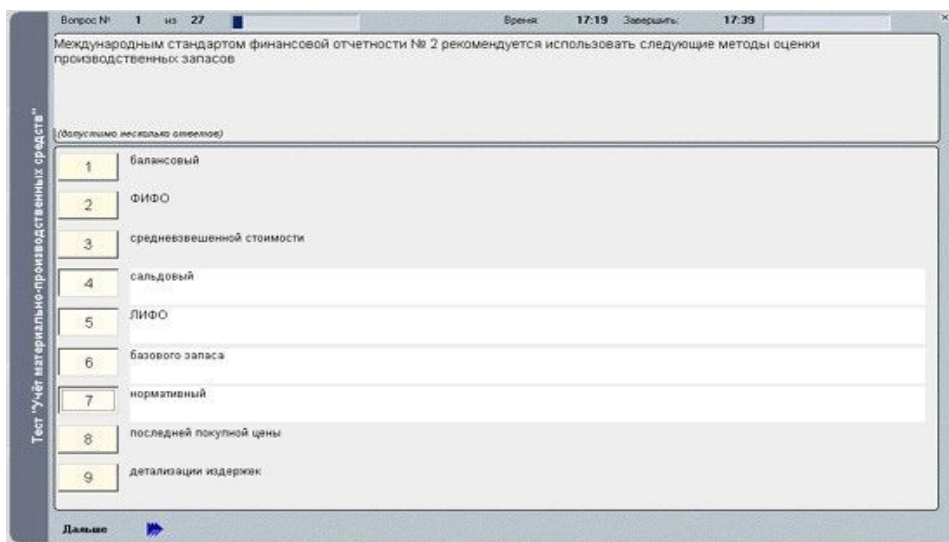 Вопрос № 1 из 27 Время: 17:19 Завершить: 17:39
Международным стандартом финансовой отчетности № 2 рекомендуется использовать следующие методы оценки
производственных запасов
(допустимо несколько ответов)
Тест "Учёт материально-производственных средств"
1 балансовый
2 ФИФО
3 средневзвешенной стоимости
4 сальдовый
5 ЛИФО
6 базового запаса
7 нормативный
8 последней покупной цены
9 детализации издержек
Дальше